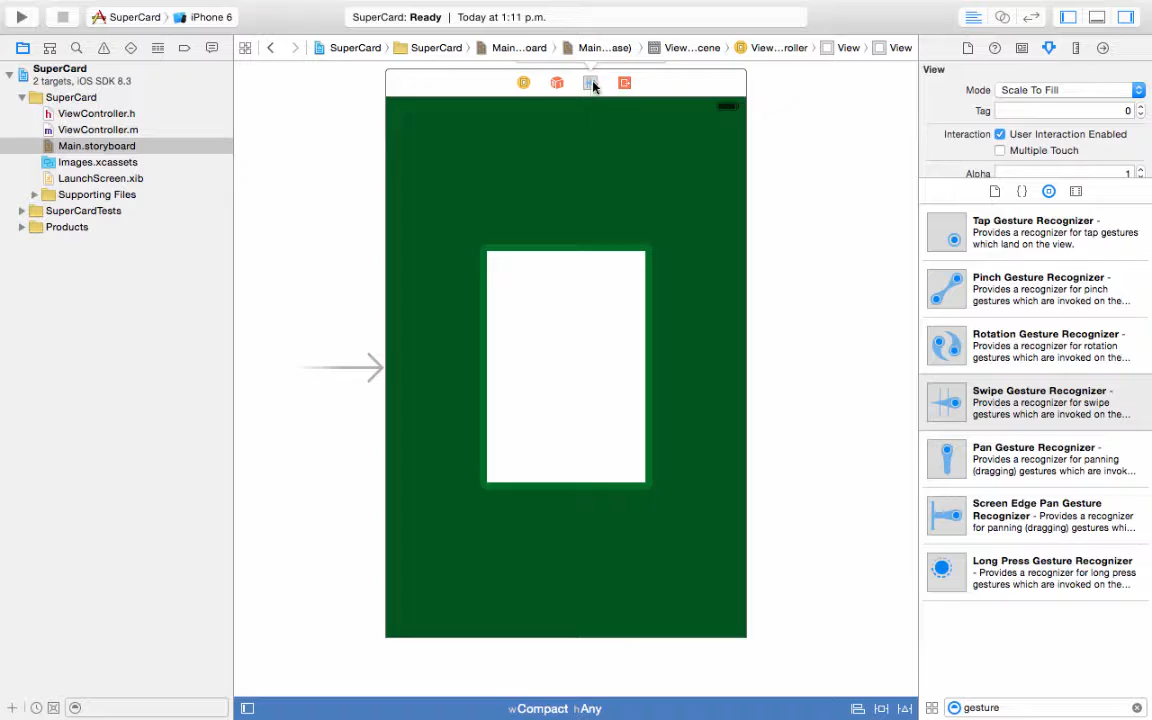 SuperCard
iPhone 6
SuperCard: Ready | Today at 1:11 p.m.
SuperCard
2 targets, iOS SDK 8.3
SuperCard
h ViewController.h
m ViewController.m
Main.storyboard
Images.xcassets
LaunchScreen.xib
Supporting Files
SuperCardTests
Products
SuperCard
SuperCard
Main....oard
Main...ase)
View...cene
View...roller
View
View
wCompact hAny
View
Mode Scale To Fill
Tag 0
Interaction User Interaction Enabled
Multiple Touch
Alpha 1
{ }
Tap Gesture Recognizer -
Provides a recognizer for tap gestures
which land on the view.
Pinch Gesture Recognizer -
Provides a recognizer for pinch
gestures which are invoked on the...
Rotation Gesture Recognizer -
Provides a recognizer for rotation
gestures which are invoked on the...
Swipe Gesture Recognizer -
Provides a recognizer for swipe
gestures which are invoked on the...
Pan Gesture Recognizer -
Provides a recognizer for panning
(dragging) gestures which are invok...
Screen Edge Pan Gesture
Recognizer - Provides a recognizer
for panning (dragging) gestures whi...
Long Press Gesture Recognizer
- Provides a recognizer for long press
gestures which are invoked on the...
gesture